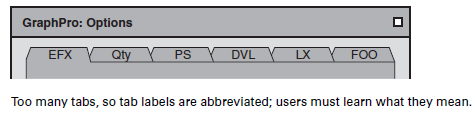 GraphPro: Options
EFX Qty PS DVL LX FOO
Too many tabs, so tab labels are abbreviated; users must learn what they mean.